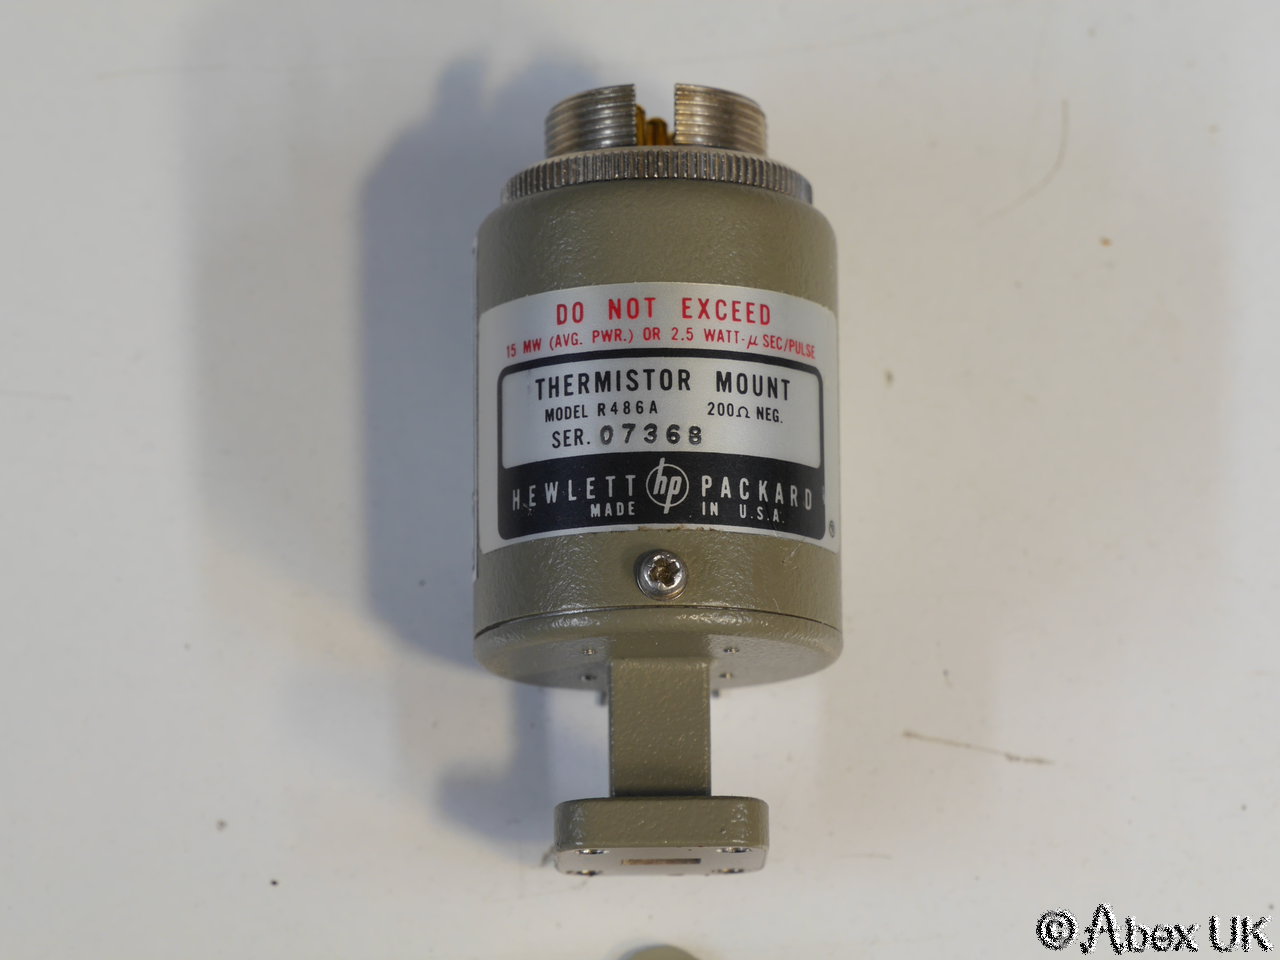 DO NOT EXCEED
15 MW (AVG. PWR.) OR 2.5 WATT-μ SEC/PULSE
THERMISTOR MOUNT
MODEL R486A 200Ω NEG.
SER. 07368
HEWLETT hp PACKARD
MADE IN U.S.A.
© Abex UK